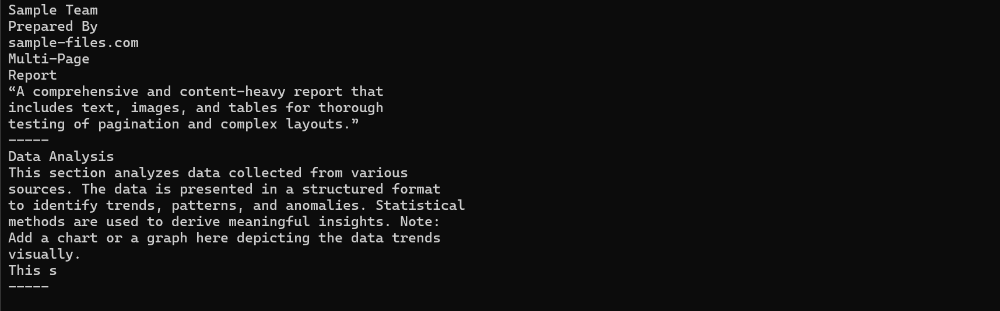 Sample Team
Prepared By
sample-files.com
Multi-Page
Report
“A comprehensive and content-heavy report that
includes text, images, and tables for thorough
testing of pagination and complex layouts.”
-----
Data Analysis
This section analyzes data collected from various
sources. The data is presented in a structured format
to identify trends, patterns, and anomalies. Statistical
methods are used to derive meaningful insights. Note:
Add a chart or a graph here depicting the data trends
visually.
This s
-----